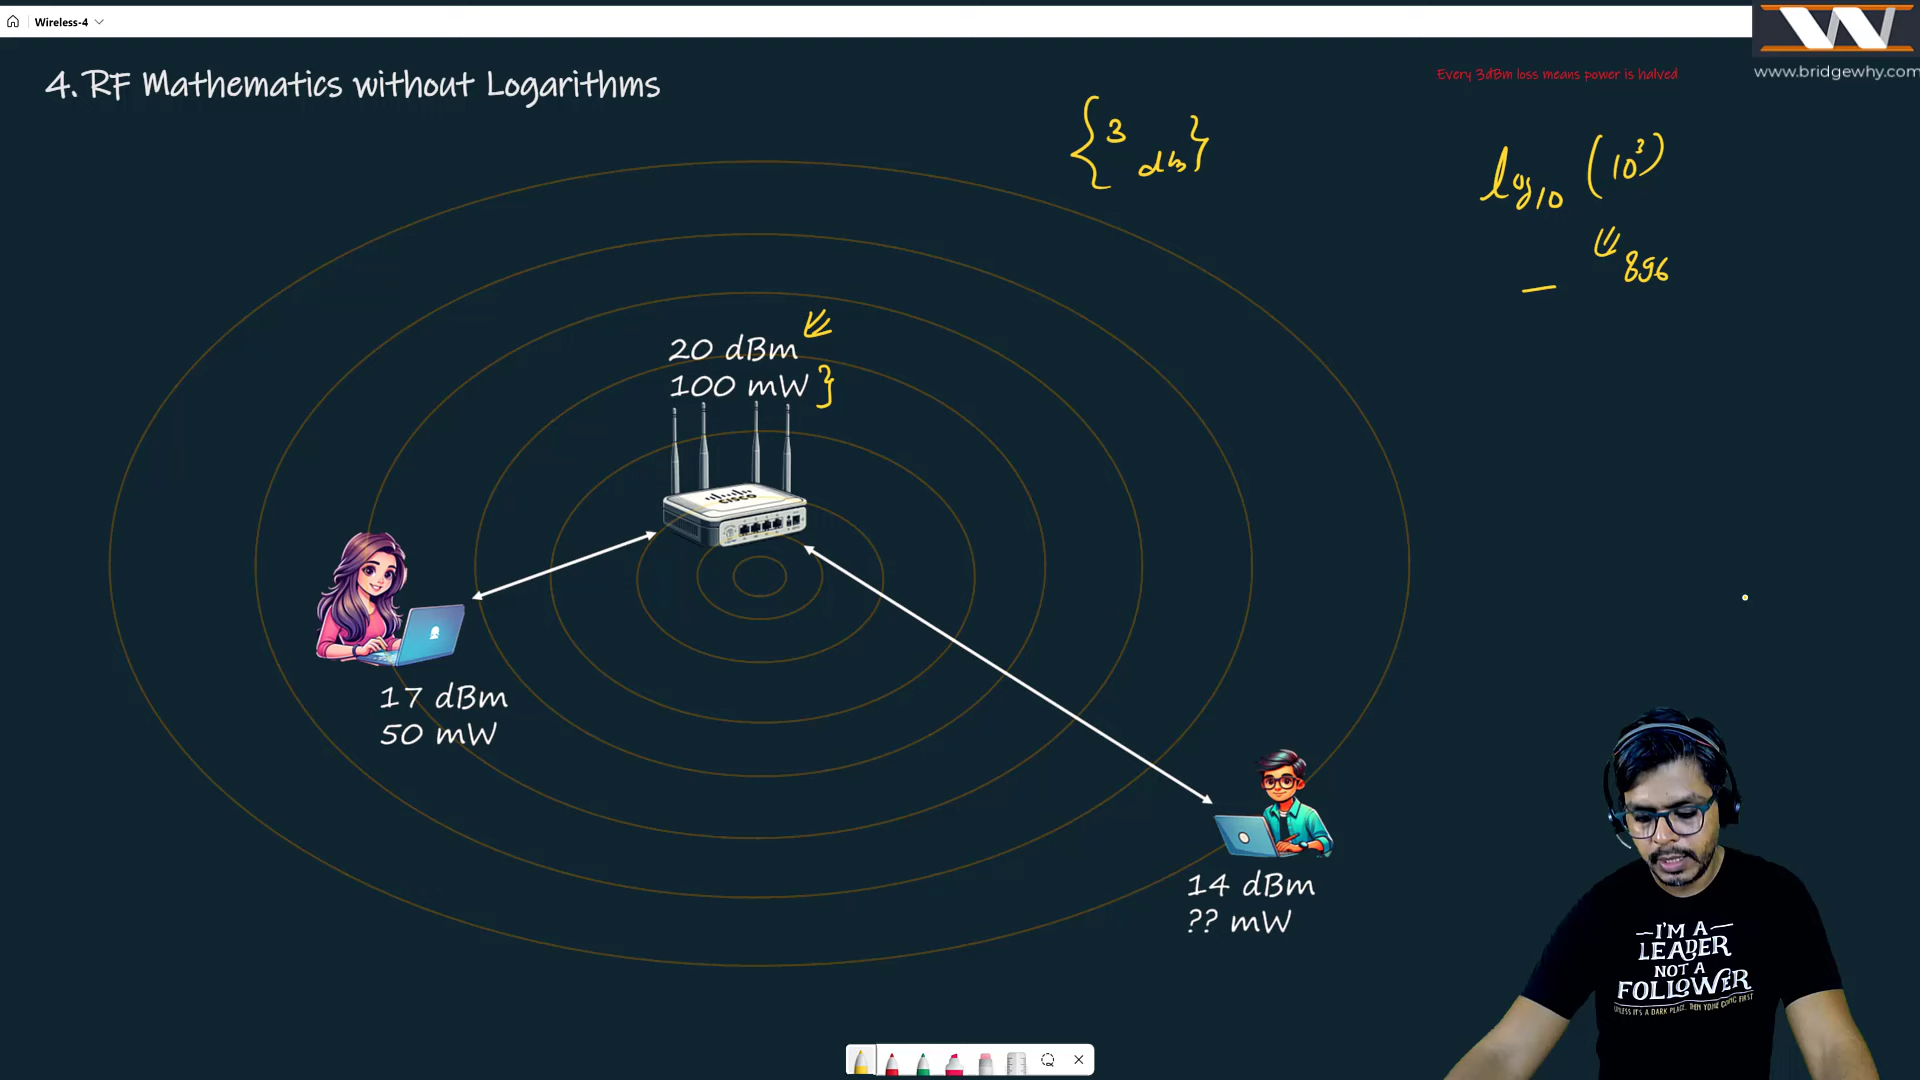 Wireless-4
www.bridgewhy.com
4. RF Mathematics without Logarithms
Every 3dBm loss means power is halved
{3 db}
log10 (10³)
896
20 dBm
100 mW }
CISCO
17 dBm
50 mW
14 dBm
?? mW
I'M A
LEADER
NOT A
FOLLOWER